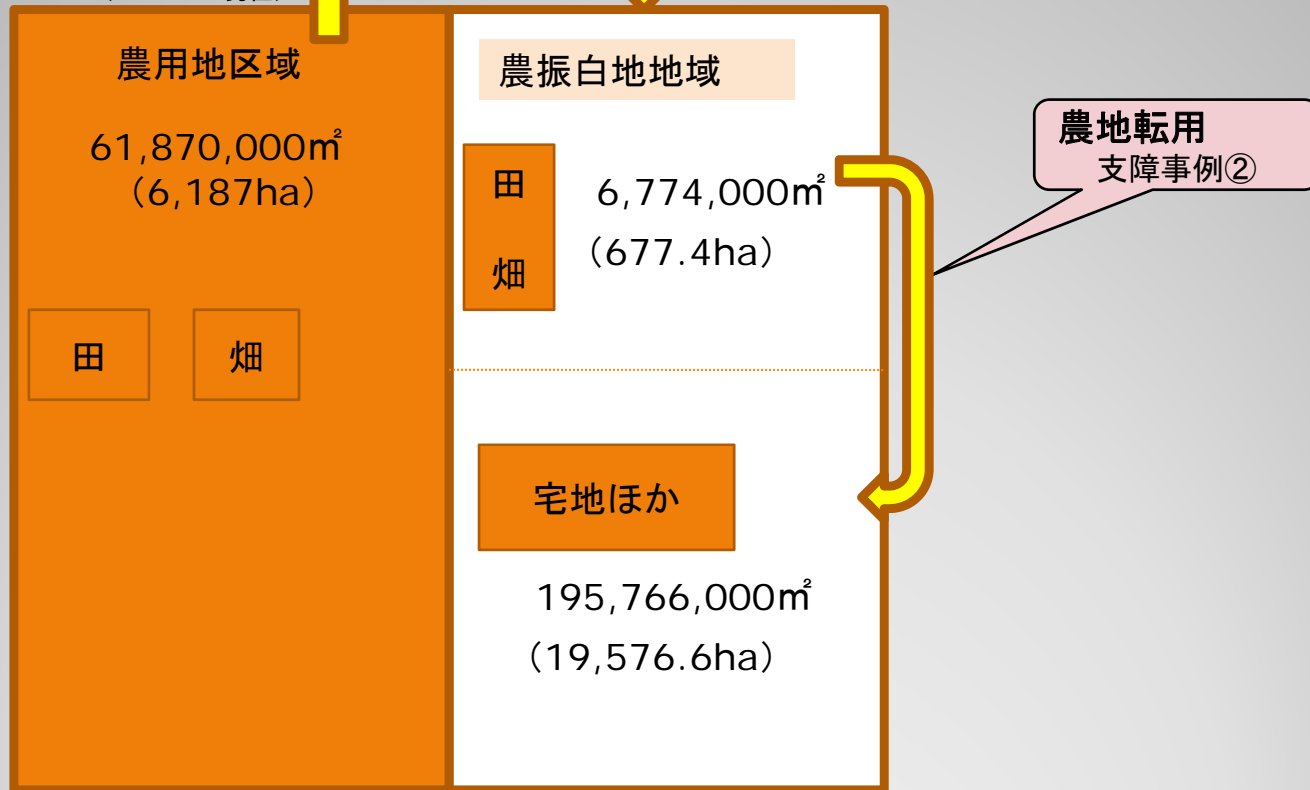 農用地区域
61,870,000㎡
（6,187ha）
田
畑
農振白地地域
田
畑
6,774,000㎡
（677.4ha）
宅地ほか
195,766,000㎡
（19,576.6ha）
農地転用
支障事例②